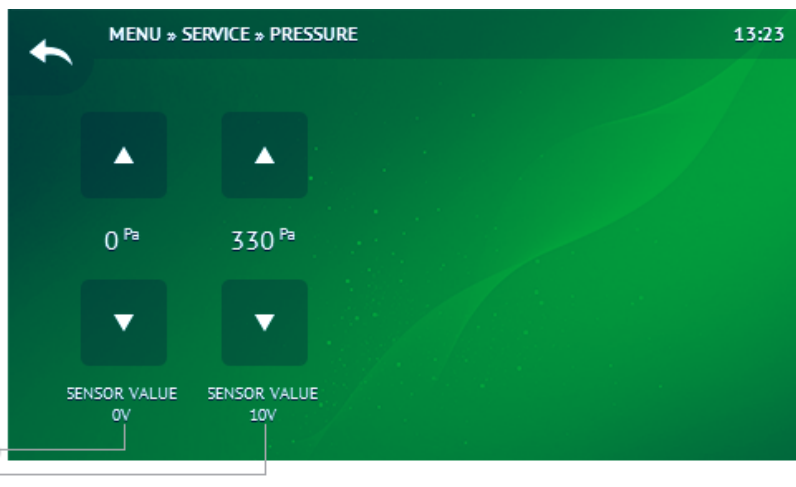 MENU » SERVICE » PRESSURE
13:23
0 Pa
330 Pa
SENSOR VALUE
0V
SENSOR VALUE
10V